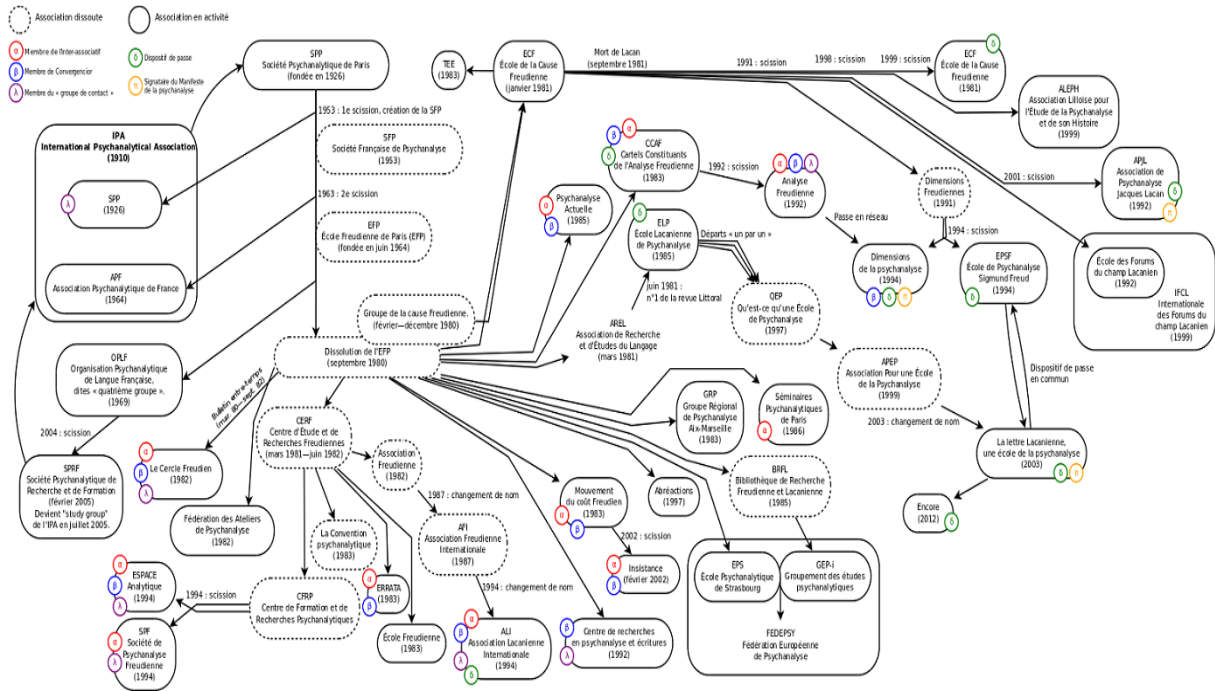 Association dissoute
Association en activité
α
Membre de l'Inter-associatif
β
Membre de Convergencior
λ
Membre du « groupe de contact »
δ
Dispositif de passe
π
Signataire du Manifeste
de la psychanalyse
SPP
Société Psychanalytique de Paris
(fondée en 1926)
1953 : 1e scission, création de la SFP
SFP
Société Française de Psychanalyse
(1953)
IPA
International Psychanalytical Association
(1910)
SPP
(1926)
λ
1963 : 2e scission
EFP
École Freudienne de Paris (EFP)
(fondée en juin 1964)
APF
Association Psychanalytique de France
(1964)
Groupe de la cause Freudienne.
(février—décembre 1980)
Dissolution de l'EFP
(septembre 1980)
OPLF
Organisation Psychanalytique
de Langue Française,
dites « quatrième groupe ».
(1969)
2004 : scission
SPRF
Société Psychanalytique de
Recherche et de Formation
(février 2005)
Devient "study group"
de l'IPA en juillet 2005.
Bulletin entre-temps
(mar. 80—sept. 82)
α
β
λ
Le Cercle Freudien
(1982)
Fédération des Ateliers
de Psychanalyse
(1982)
CERF
Centre d'Étude et de
Recherches Freudiennes
(mars 1981—juin 1982)
Association
Freudienne
(1982)
1987 : changement de nom
AFI
Association Freudienne
Internationale
(1987)
1994 : changement de nom
α
β
λ
δ
ALI
Association Lacanienne
Internationale
(1994)
La Convention
psychanalytique
(1983)
α
β
ERRATA
(1983)
École Freudienne
(1983)
CFRP
Centre de Formation et de
Recherches Psychanalytiques
1994 : scission
α
β
λ
ESPACE
Analytique
(1994)
α
λ
SPF
Société de
Psychanalyse
Freudienne
(1994)
TEE
(1983)
ECF
École de la Cause
Freudienne
(janvier 1981)
Mort de Lacan
(septembre 1981)
1991 : scission
1998 : scission
1999 : scission
δ
ECF
École de la Cause
Freudienne
(1981)
ALEPH
Association Lilloise pour
l'Étude de la Psychanalyse
et de son Histoire
(1999)
2001 : scission
APJL
Association de
Psychanalyse
Jacques Lacan
(1992)
δ
π
École des Forums
du champ Lacanien
(1992)
IFCL
Internationale
des Forums du
champ Lacanien
(1999)
α
β
δ
CCAF
Cartels Constituants
de l'Analyse Freudienne
(1983)
1992 : scission
α
β
λ
Analyse
Freudienne
(1992)
Passe en réseau
Dimensions
Freudiennes
(1991)
1994 : scission
Dimensions
de la psychanalyse
(1994)
β
δ
π
EPSF
École de Psychanalyse
Sigmund Freud
(1994)
δ
α
β
Psychanalyse
Actuelle
(1985)
δ
ELP
École Lacanienne
de Psychanalyse
(1985)
Départs « un par un »
juin 1981 :
n°1 de la revue Littoral
AREL
Association de Recherche
et d'Études du Langage
(mars 1981)
QEP
Qu'est-ce qu'une École
de Psychanalyse
(1997)
APEP
Association Pour une École
de la Psychanalyse
(1999)
2003 : changement de nom
Dispositif de passe
en commun
La lettre Lacanienne,
une école de la psychanalyse
(2003)
δ
π
Encore
(2012)
δ
GRP
Groupe Régional
de Psychanalyse
Aix-Marseille
(1983)
Séminaires
Psychanalytiques
de Paris
(1986)
α
BRFL
Bibliothèque de Recherche
Freudienne et Lacanienne
(1985)
Mouvement
du coût Freudien
(1983)
α
β
Abréactions
(1997)
2002 : scission
α
β
Insistance
(février 2002)
β
λ
Centre de recherches
en psychanalyse et écritures
(1992)
EPS
École Psychanalytique
de Strasbourg
GEP-i
Groupement des études
psychanalytiques
FEDEPSY
Fédération Européenne
de Psychanalyse